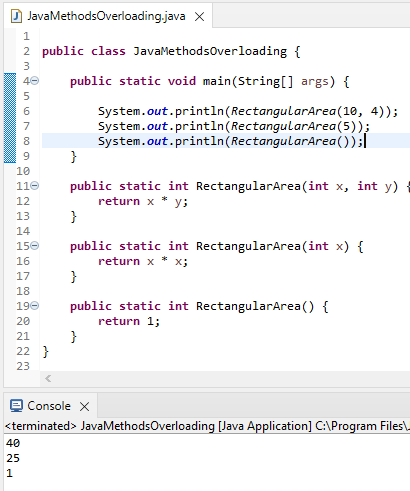 JavaMethodsOverloading.java
1
2 public class JavaMethodsOverloading {
3
4 public static void main(String[] args) {
5
6 System.out.println(RectangularArea(10, 4));
7 System.out.println(RectangularArea(5));
8 System.out.println(RectangularArea());
9 }
10
11 public static int RectangularArea(int x, int y) {
12 return x * y;
13 }
14
15 public static int RectangularArea(int x) {
16 return x * x;
17 }
18
19 public static int RectangularArea() {
20 return 1;
21 }
22 }
23
Console
<terminated> JavaMethodsOverloading [Java Application] C:\Program Files\
40
25
1